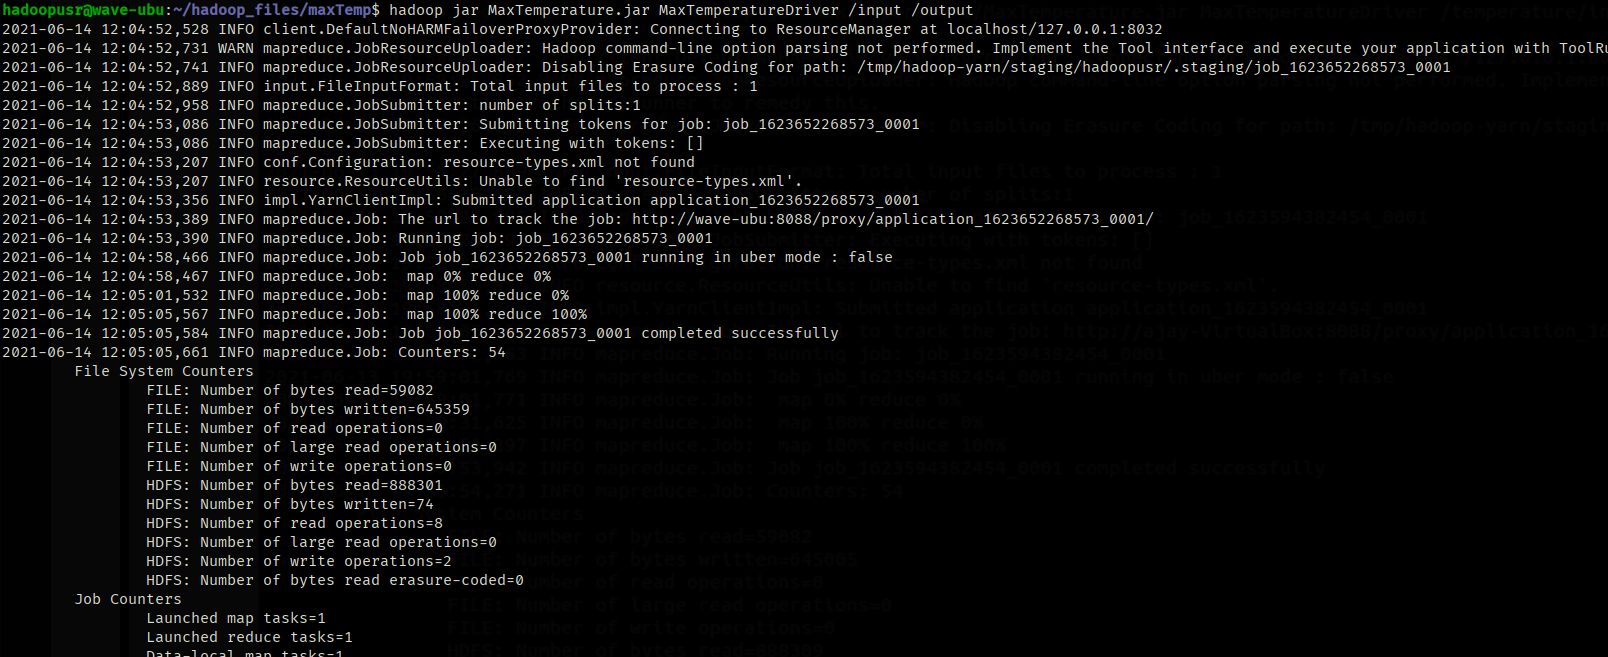 hadoopusr@wave-ubu:~/hadoop_files/maxTemp$ hadoop jar MaxTemperature.jar MaxTemperatureDriver /input /output
2021-06-14 12:04:52,528 INFO client.DefaultNoHARMFailoverProxyProvider: Connecting to ResourceManager at localhost/127.0.0.1:8032
2021-06-14 12:04:52,731 WARN mapreduce.JobResourceUploader: Hadoop command-line option parsing not performed. Implement the Tool interface and execute your application with ToolRu
2021-06-14 12:04:52,741 INFO mapreduce.JobResourceUploader: Disabling Erasure Coding for path: /tmp/hadoop-yarn/staging/hadoopusr/.staging/job_1623652268573_0001
2021-06-14 12:04:52,889 INFO input.FileInputFormat: Total input files to process : 1
2021-06-14 12:04:52,958 INFO mapreduce.JobSubmitter: number of splits:1
2021-06-14 12:04:53,086 INFO mapreduce.JobSubmitter: Submitting tokens for job: job_1623652268573_0001
2021-06-14 12:04:53,086 INFO mapreduce.JobSubmitter: Executing with tokens: []
2021-06-14 12:04:53,207 INFO conf.Configuration: resource-types.xml not found
2021-06-14 12:04:53,207 INFO resource.ResourceUtils: Unable to find 'resource-types.xml'.
2021-06-14 12:04:53,356 INFO impl.YarnClientImpl: Submitted application application_1623652268573_0001
2021-06-14 12:04:53,389 INFO mapreduce.Job: The url to track the job: http://wave-ubu:8088/proxy/application_1623652268573_0001/
2021-06-14 12:04:53,390 INFO mapreduce.Job: Running job: job_1623652268573_0001
2021-06-14 12:04:58,466 INFO mapreduce.Job: Job job_1623652268573_0001 running in uber mode : false
2021-06-14 12:04:58,467 INFO mapreduce.Job:  map 0% reduce 0%
2021-06-14 12:05:01,532 INFO mapreduce.Job:  map 100% reduce 0%
2021-06-14 12:05:05,567 INFO mapreduce.Job:  map 100% reduce 100%
2021-06-14 12:05:05,584 INFO mapreduce.Job: Job job_1623652268573_0001 completed successfully
2021-06-14 12:05:05,661 INFO mapreduce.Job: Counters: 54
File System Counters
FILE: Number of bytes read=59082
FILE: Number of bytes written=645359
FILE: Number of read operations=0
FILE: Number of large read operations=0
FILE: Number of write operations=0
HDFS: Number of bytes read=888301
HDFS: Number of bytes written=74
HDFS: Number of read operations=8
HDFS: Number of large read operations=0
HDFS: Number of write operations=2
HDFS: Number of bytes read erasure-coded=0
Job Counters
Launched map tasks=1
Launched reduce tasks=1
Data-local map tasks=1